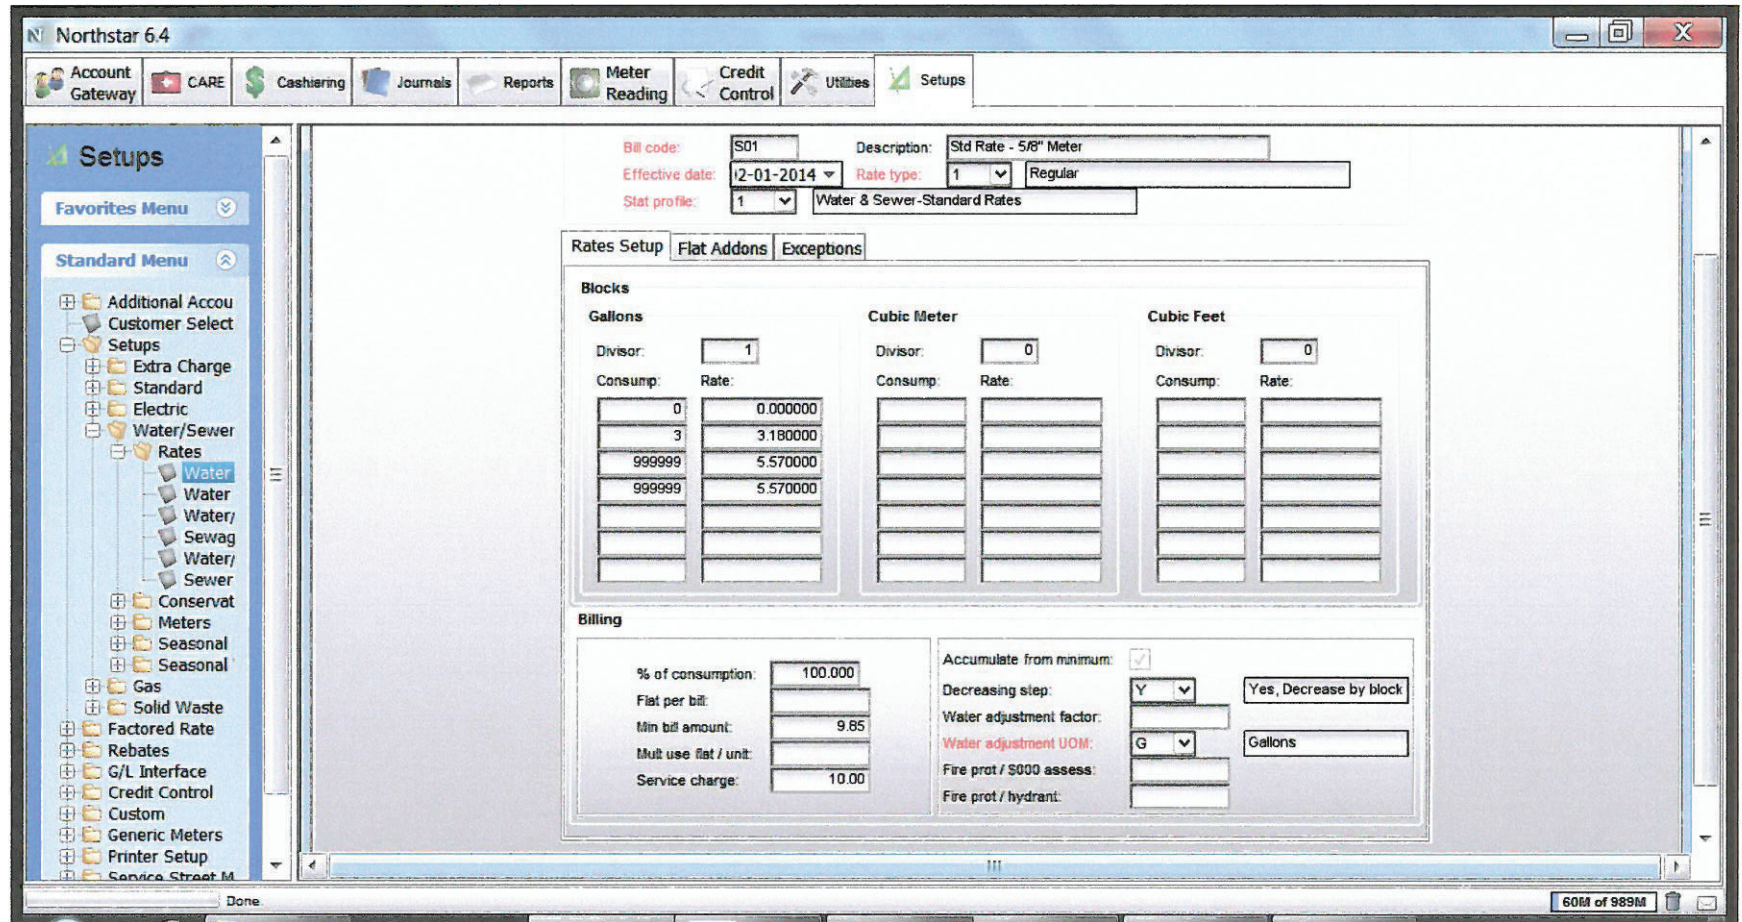 Northstar 6.4
Account Gateway CARE Cashiering Journals Reports Meter Reading Credit Control Utilities Setups
Setups
Favorites Menu
Standard Menu
Additional Accou
Customer Select
Setups
Extra Charge
Standard
Electric
Water/Sewer
Rates
Water
Water
Water/
Sewag
Water/
Sewer
Conservat
Meters
Seasonal
Seasonal
Gas
Solid Waste
Factored Rate
Rebates
G/L Interface
Credit Control
Custom
Generic Meters
Printer Setup
Service Street M
Bill code: S01 Description: Std Rate - 5/8" Meter
Effective date: 2-01-2014 Rate type: 1 Regular
Stat profile: 1 Water & Sewer-Standard Rates
Rates Setup Flat Addons Exceptions
Blocks
Gallons Cubic Meter Cubic Feet
Divisor: 1 Divisor: 0 Divisor: 0
Consump: Rate: Consump: Rate: Consump: Rate:
0 0.000000
3 3.180000
999999 5.570000
999999 5.570000
Billing
% of consumption: 100.000
Flat per bill:
Min bill amount: 9.85
Mult use flat / unit:
Service charge: 10.00
Accumulate from minimum:
Decreasing step: Y Yes, Decrease by block
Water adjustment factor:
Water adjustment UOM: G Gallons
Fire prot / $000 assess:
Fire prot / hydrant:
Done
60M of 989M